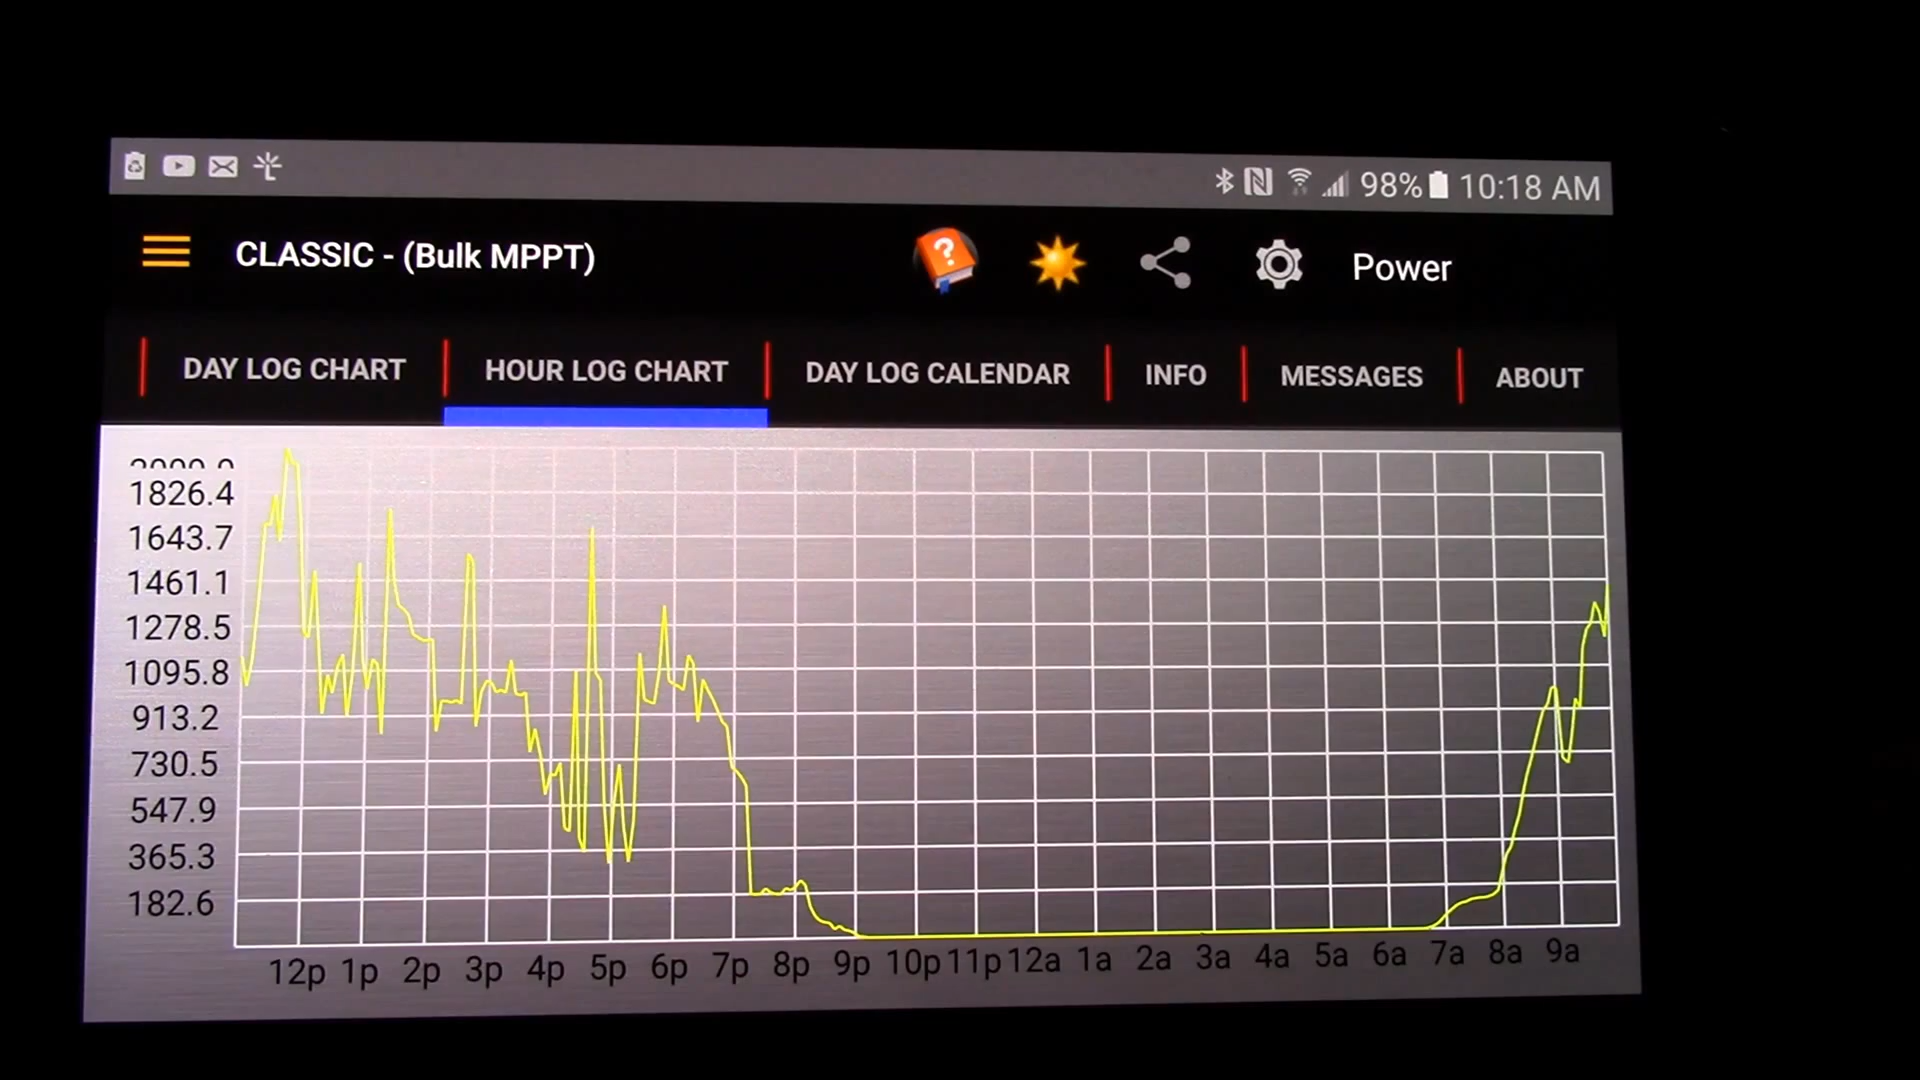 98% 10:18 AM
CLASSIC - (Bulk MPPT)
Power
DAY LOG CHART
HOUR LOG CHART
DAY LOG CALENDAR
INFO
MESSAGES
ABOUT
1826.4
1643.7
1461.1
1278.5
1095.8
913.2
730.5
547.9
365.3
182.6
12p 1p 2p 3p 4p 5p 6p 7p 8p 9p 10p 11p 12a 1a 2a 3a 4a 5a 6a 7a 8a 9a